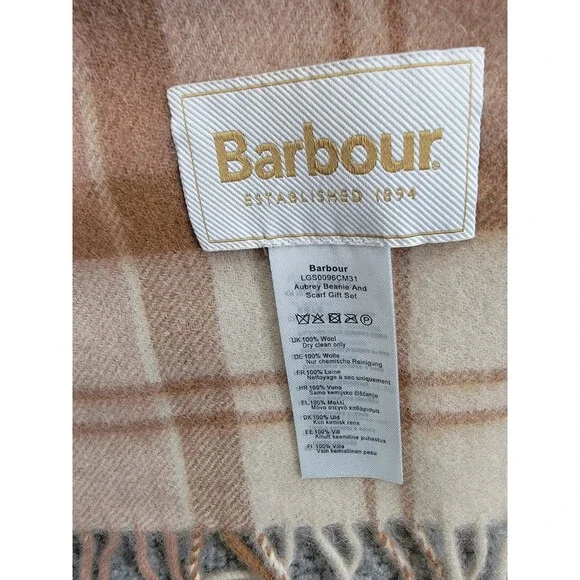 Barbour
ESTABLISHED 1894
Barbour
LGS0096CM31
Aubrey Beanie And
Scarf Gift Set
P
UK 100% Wool
Dry clean only
DE 100% Wolle
Nur chemische Reinigung
FR 100% Laine
Nettoyage à sec uniquement
HR 100% Vuna
Samo kemijsko čišćenje
EL 100% Μαλλί
Μόνο στεγνό καθάρισμα
DK 100% Uld
Kun kemisk rens
EE 100% Vill
Ainult keemiline puhastus
FI 100% Villa
Vain kemiallinen pesu